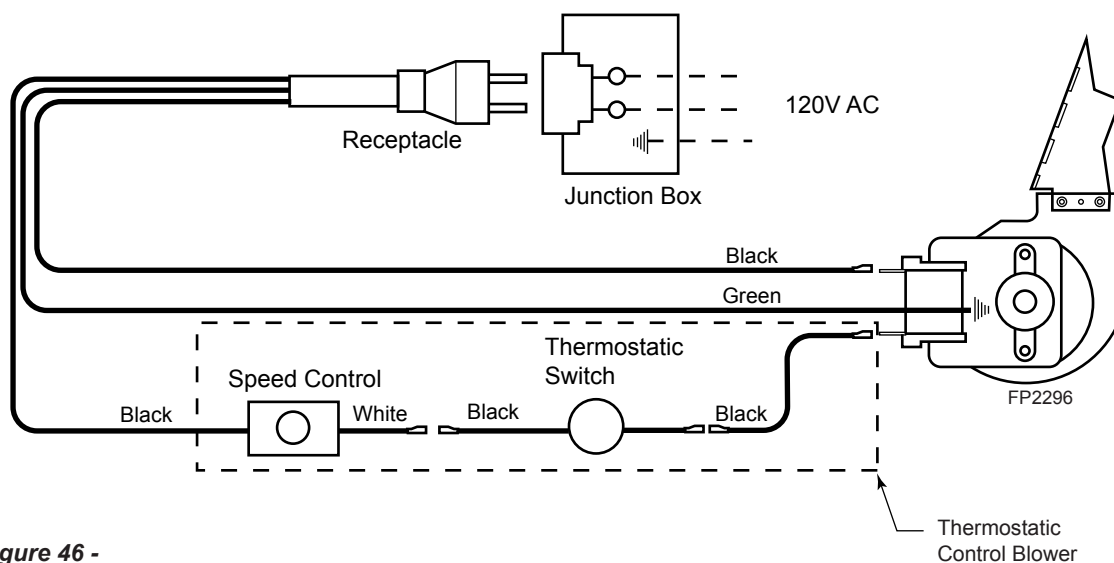 120V AC
Receptacle
Junction Box
Black
Green
Thermostatic
Switch
Speed Control
Black
White
Black
Black
FP2296
Thermostatic
Control Blower
gure 46 -